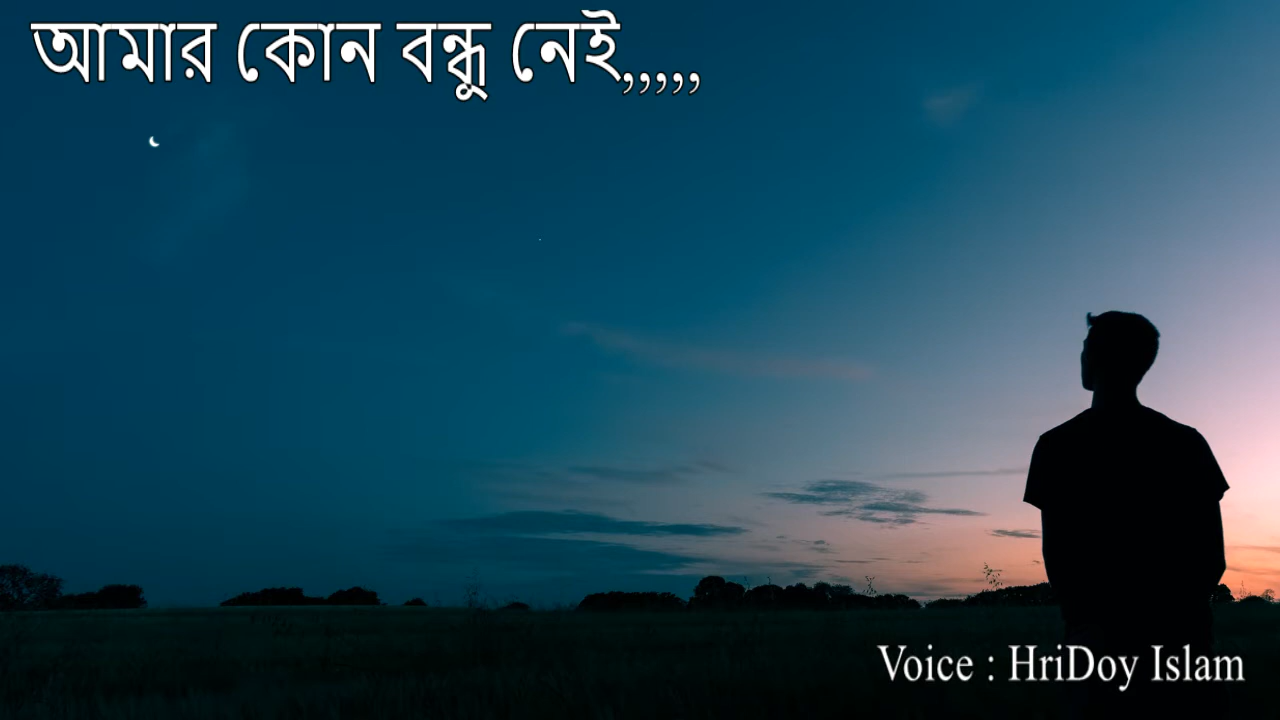 আমার কোন বন্ধু নেই,,,,,
Voice : HriDoy Islam